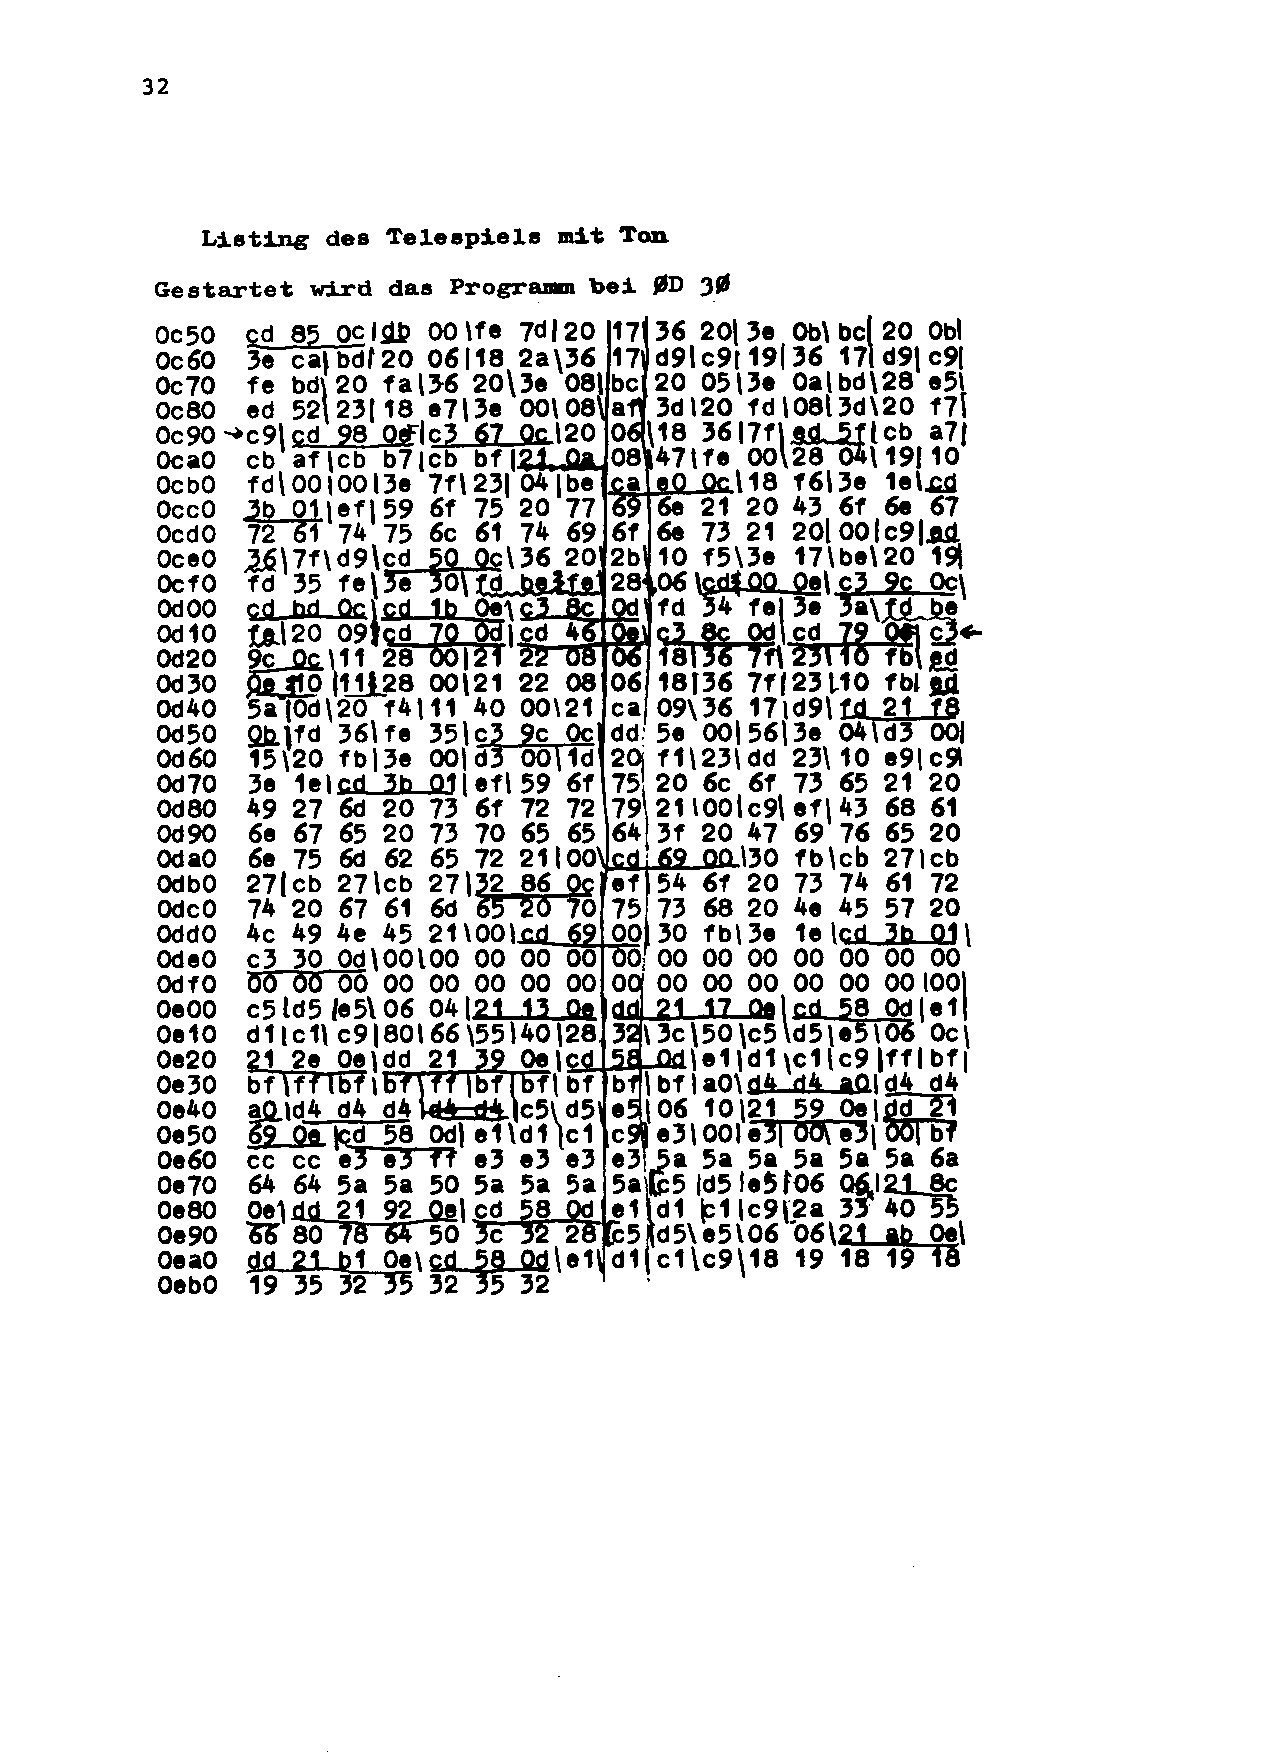 32
Listing des Telespiels mit Ton
Gestartet wird das Programm bei ØD 3Ø
0c50 cd 85 0c db 00 fe 7d 20 17 36 20 3e 0b bc 20 0b
0c60 3e ca bd 20 06 18 2a 36 17 d9 c9 19 36 17 d9 c9
0c70 fe bd 20 fa 36 20 3e 08 bc 20 05 3e 0a bd 28 e5
0c80 ed 52 23 18 e7 3e 00 08 af 3d 20 fd 08 3d 20 f7
0c90 c9 cd 98 0e c3 67 0c 20 06 18 36 7f ed 5f cb a7
0ca0 cb af cb b7 cb bf 21 0a 08 47 fe 00 28 04 19 10
0cb0 fd 00 00 3e 7f 23 04 be ca e0 0c 18 f6 3e 1e cd
0cc0 3b 01 ef 59 6f 75 20 77 69 6e 21 20 43 6f 6e 67
0cd0 72 61 74 75 6c 61 74 69 6f 6e 73 21 20 00 c9 ed
0ce0 36 7f d9 cd 50 0c 36 20 2b 10 f5 3e 17 be 20 19
0cf0 fd 35 fe 3e 30 fd be fe 28 06 cd 00 0e c3 9c 0c
0d00 cd bd 0c cd 1b 0e c3 8c 0d fd 34 fe 3e 3a fd be
0d10 fe 20 09 cd 70 0d cd 46 0e c3 8c 0d cd 79 0e c3
0d20 9c 0c 11 28 00 21 22 08 06 18 36 7f 23 10 fb ed
0d30 0e f0 11 28 00 21 22 08 06 18 36 7f 23 10 fb ed
0d40 5a 0d 20 f4 11 40 00 21 ca 09 36 17 d9 fd 21 f8
0d50 0b fd 36 fe 35 c3 9c 0c dd 5e 00 56 3e 04 d3 00
0d60 15 20 fb 3e 00 d3 00 1d 20 f1 23 dd 23 10 e9 c9
0d70 3e 1e cd 3b 01 ef 59 6f 75 20 6c 6f 73 65 21 20
0d80 49 27 6d 20 73 6f 72 72 79 21 00 c9 ef 43 68 61
0d90 6e 67 65 20 73 70 65 65 64 3f 20 47 69 76 65 20
0da0 6e 75 6d 62 65 72 21 00 cd 69 00 30 fb cb 27 cb
0db0 27 cb 27 cb 27 32 86 0c ef 54 6f 20 73 74 61 72
0dc0 74 20 67 61 6d 65 20 70 75 73 68 20 4e 45 57 20
0dd0 4c 49 4e 45 21 00 cd 69 00 30 fb 3e 1e cd 3b 01
0de0 c3 30 0d 00 00 00 00 00 00 00 00 00 00 00 00 00
0df0 00 00 00 00 00 00 00 00 00 00 00 00 00 00 00 00
0e00 c5 d5 e5 06 04 21 13 0e dd 21 17 0e cd 58 0d e1
0e10 d1 c1 c9 80 66 55 40 28 32 3c 50 c5 d5 e5 06 0c
0e20 21 2e 0e dd 21 39 0e cd 58 0d e1 d1 c1 c9 ff bf
0e30 bf ff bf bf ff bf bf bf bf bf a0 d4 d4 a0 d4 d4
0e40 a0 d4 d4 d4 d4 d4 c5 d5 e5 06 10 21 59 0e dd 21
0e50 69 0e cd 58 0d e1 d1 c1 c9 e3 00 e3 00 e3 00 bf
0e60 cc cc e3 e3 ff e3 e3 e3 e3 5a 5a 5a 5a 5a 5a 6a
0e70 64 64 5a 5a 50 5a 5a 5a 5a c5 d5 e5 06 06 21 8c
0e80 0e dd 21 92 0e cd 58 0d e1 d1 c1 c9 2a 33 40 55
0e90 66 80 78 64 50 3c 32 28 c5 d5 e5 06 06 21 ab 0e
0ea0 dd 21 b1 0e cd 58 0d e1 d1 c1 c9 18 19 18 19 18
0eb0 19 35 32 35 32 35 32